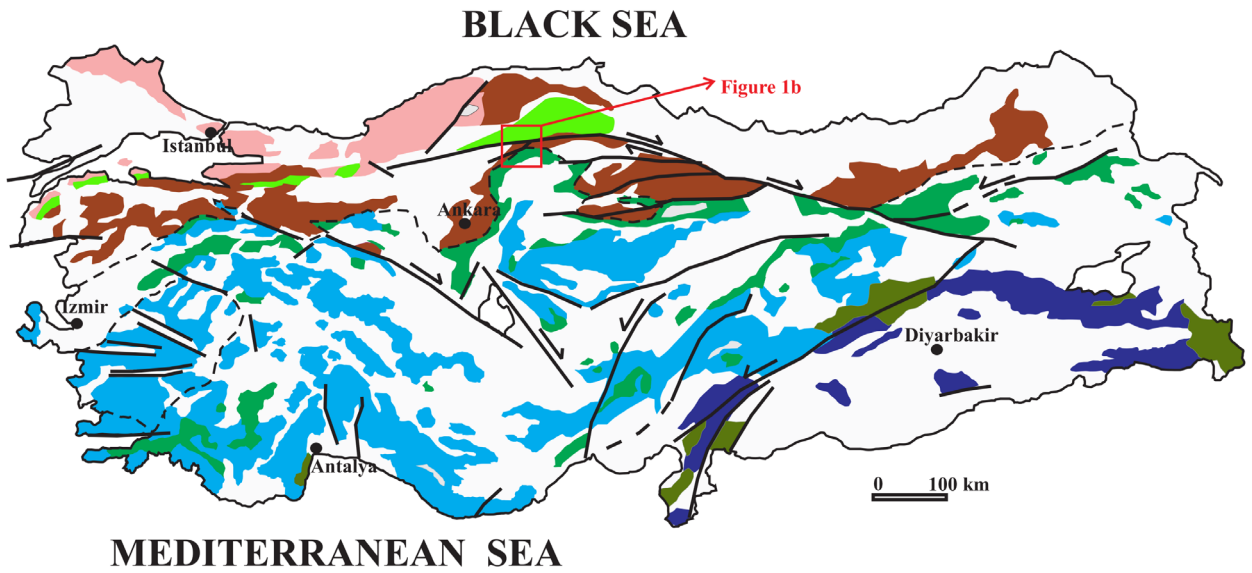 BLACK SEA
Figure 1b
Istanbul
Ankara
Izmir
Diyarbakir
Antalya
0 100 km
MEDITERRANEAN SEA